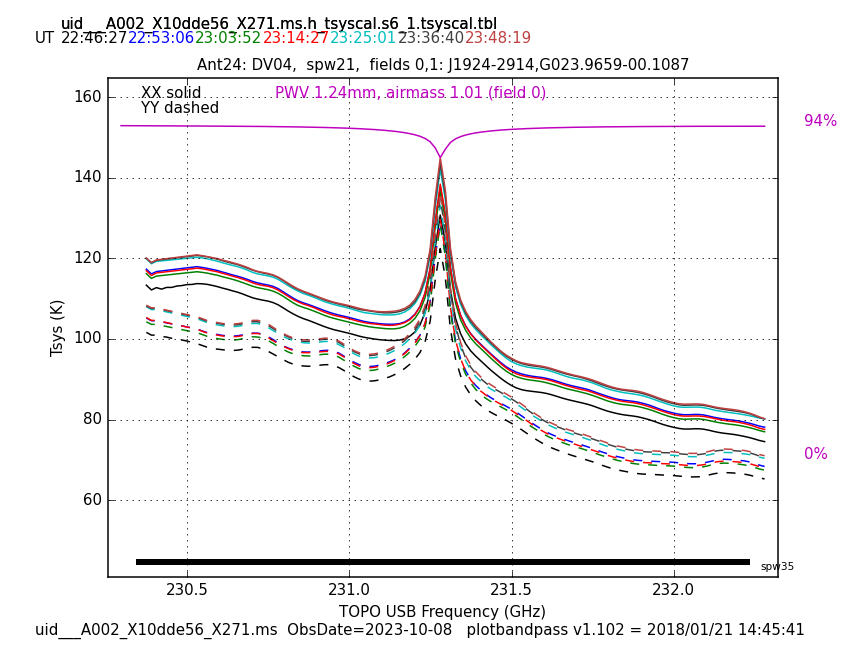 uid___A002_X10dde56_X271.ms.h_tsyscal.s6_1.tsyscal.tbl
UT 22:46:27 22:53:06 23:03:52 23:14:27 23:25:01 23:36:40 23:48:19
Ant24: DV04,  spw21,  fields 0,1: J1924-2914,G023.9659-00.1087
XX solid
PWV 1.24mm, airmass 1.01 (field 0)
YY dashed
160
140
120
100
80
60
94%
0%
Tsys (K)
spw35
230.5 231.0 231.5 232.0
TOPO USB Frequency (GHz)
uid___A002_X10dde56_X271.ms  ObsDate=2023-10-08   plotbandpass v1.102 = 2018/01/21 14:45:41